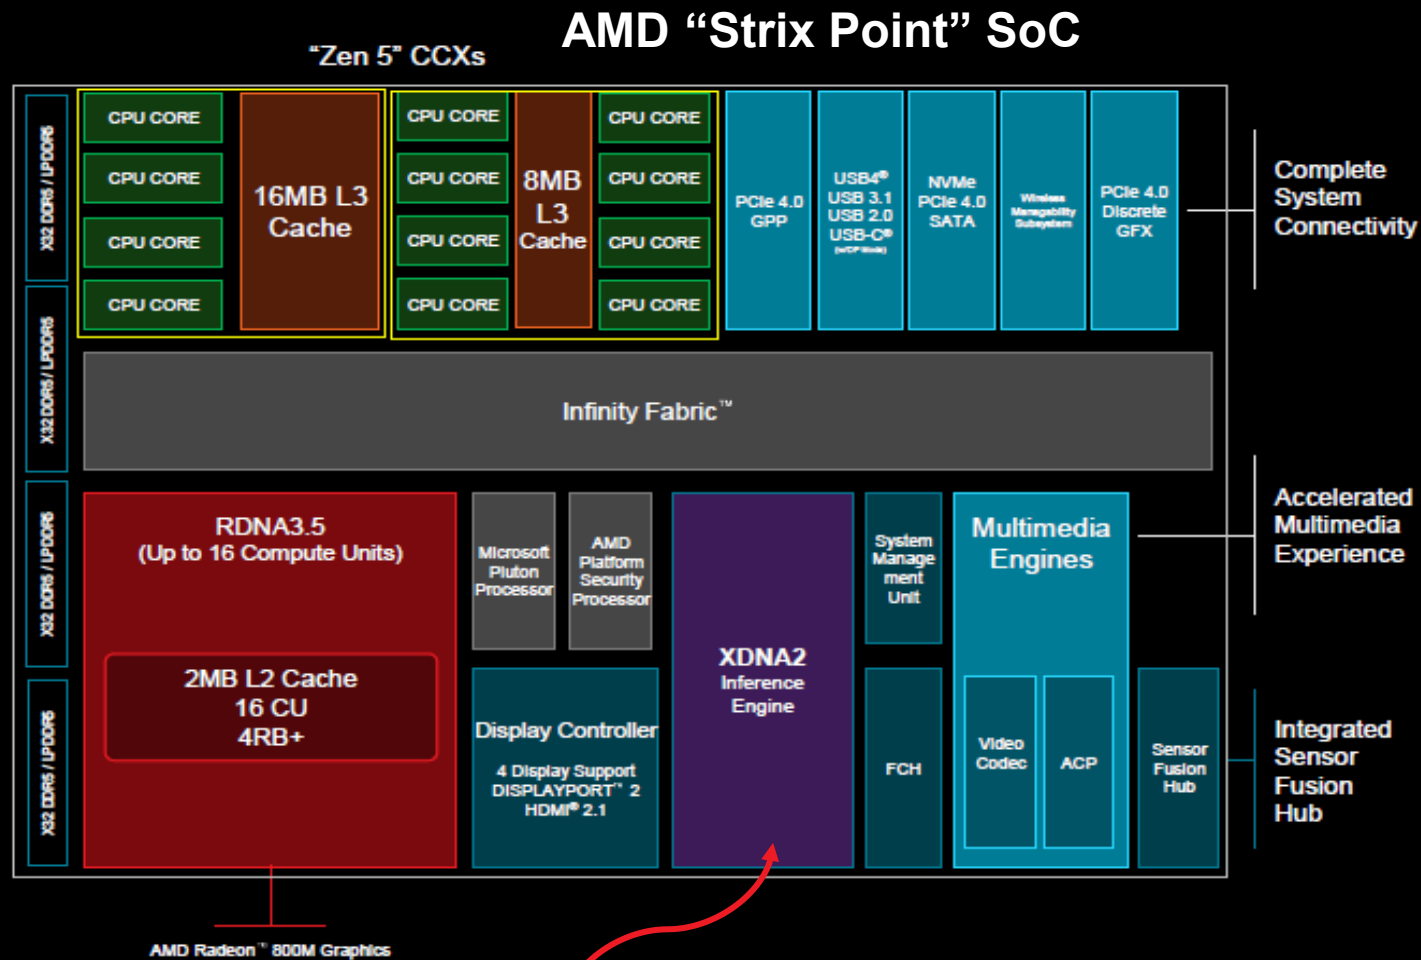 AMD “Strix Point” SoC
“Zen 5” CCXs
X32 DDR5 / LPDDR5
X32 DDR5 / LPDDR5
X32 DDR5 / LPDDR5
X32 DDR5 / LPDDR5
CPU CORE
CPU CORE
CPU CORE
CPU CORE
16MB L3
Cache
CPU CORE
CPU CORE
CPU CORE
CPU CORE
8MB
L3
Cache
CPU CORE
CPU CORE
CPU CORE
CPU CORE
PCIe 4.0
GPP
USB4®
USB 3.1
USB 2.0
USB-C®
(w/DP Mode)
NVMe
PCIe 4.0
SATA
Wireless
Managability
Subsystem
PCIe 4.0
Discrete
GFX
Complete
System
Connectivity
Infinity Fabric™
RDNA3.5
(Up to 16 Compute Units)
2MB L2 Cache
16 CU
4RB+
Microsoft
Pluton
Processor
AMD
Platform
Security
Processor
Display Controller
4 Display Support
DISPLAYPORT™ 2
HDMI® 2.1
XDNA2
Inference
Engine
System
Manage
ment
Unit
FCH
Multimedia
Engines
Video
Codec
ACP
Sensor
Fusion
Hub
Accelerated
Multimedia
Experience
Integrated
Sensor
Fusion
Hub
AMD Radeon™ 800M Graphics